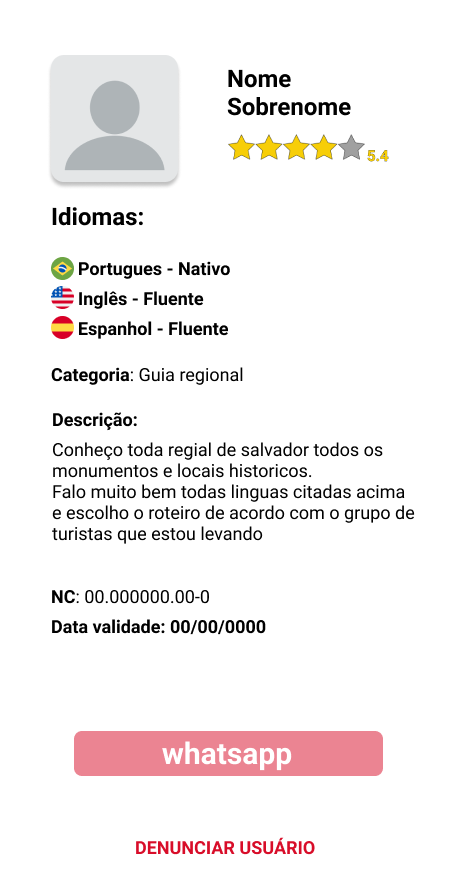 Nome
Sobrenome
5.4
Idiomas:
Portugues - Nativo
Inglês - Fluente
Espanhol - Fluente
Categoria: Guia regional
Descrição:
Conheço toda regial de salvador todos os
monumentos e locais historicos.
Falo muito bem todas linguas citadas acima
e escolho o roteiro de acordo com o grupo de
turistas que estou levando
NC: 00.000000.00-0
Data validade: 00/00/0000
whatsapp
DENUNCIAR USUÁRIO